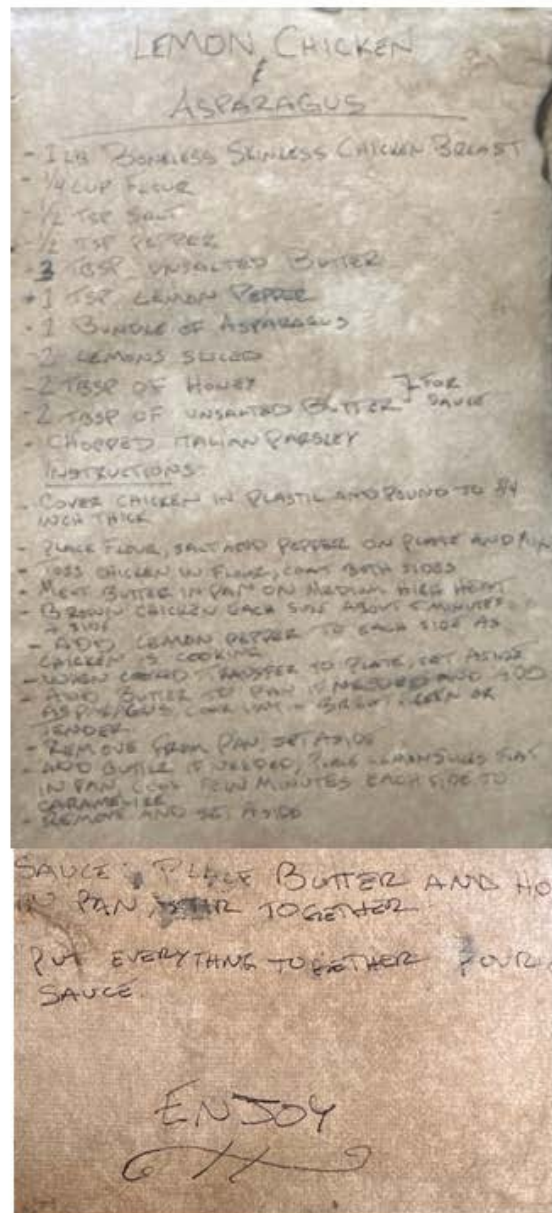 LEMON CHICKEN
&
ASPARAGUS
- 1 LB BONELESS SKINLESS CHICKEN BREAST
- 1/4 CUP FLOUR
- 1/2 TSP SALT
- 1/2 TSP PEPPER
- 3 TBSP UNSALTED BUTTER
- 1 TSP LEMON PEPPER
- 1 BUNDLE OF ASPARAGUS
- 2 LEMONS SLICED
- 2 TBSP OF HONEY } FOR
- 2 TBSP OF UNSALTED BUTTER SAUCE
- CHOPPED ITALIAN PARSLEY
INSTRUCTIONS:
- COVER CHICKEN IN PLASTIC AND POUND TO 3/4
INCH THICK
- PLACE FLOUR, SALT AND PEPPER ON PLATE AND
- TOSS CHICKEN IN FLOUR, COAT BOTH SIDES
- MELT BUTTER IN PAN ON MEDIUM HIGH HEAT
- BROWN CHICKEN EACH SIDE ABOUT 5 MINUTES
A SIDE
- ADD LEMON PEPPER TO EACH SIDE AS
CHICKEN IS COOKING
- WHEN COOKED TRANSFER TO PLATE, SET ASIDE
- ADD BUTTER TO PAN IF NEEDED AND ADD
ASPARAGUS, COOK UNTIL BRIGHT GREEN OR
TENDER
- REMOVE FROM PAN, SET ASIDE
- ADD BUTTER IF NEEDED, PLACE LEMON SLICES FLAT
IN PAN, COOK FEW MINUTES EACH SIDE TO
CARAMELIZE
- REMOVE AND SET ASIDE
SAUCE: PLACE BUTTER AND HO
IN PAN, STIR TOGETHER
PUT EVERYTHNG TOGETHER POUR
SAUCE
ENJOY